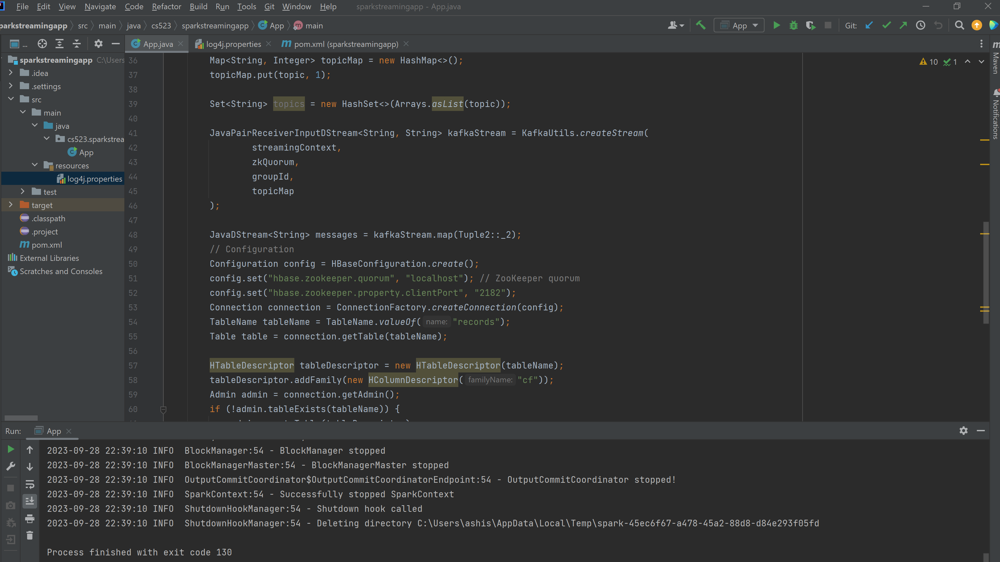 File Edit View Navigate Code Refactor Build Run Tools Git Window Help sparkstreamingapp - App.java
parkstreamingapp src main java cs523 sparkstreamingapp App main App Git:
... App.java log4j.properties pom.xml (sparkstreamingapp)
sparkstreamingapp C:\Users
.idea
.settings
src
main
java
cs523.sparkstrea
App
resources
log4j.properties
test
target
.classpath
.project
pom.xml
External Libraries
Scratches and Consoles
10 1
36 Map<String, Integer> topicMap = new HashMap<>();
37 topicMap.put(topic, 1);
38
39 Set<String> topics = new HashSet<>(Arrays.asList(topic));
40
41 JavaPairReceiverInputDStream<String, String> kafkaStream = KafkaUtils.createStream(
42 streamingContext,
43 zkQuorum,
44 groupId,
45 topicMap
46 );
47
48 JavaDStream<String> messages = kafkaStream.map(Tuple2::_2);
49 // Configuration
50 Configuration config = HBaseConfiguration.create();
51 config.set("hbase.zookeeper.quorum", "localhost"); // ZooKeeper quorum
52 config.set("hbase.zookeeper.property.clientPort", "2182");
53 Connection connection = ConnectionFactory.createConnection(config);
54 TableName tableName = TableName.valueOf( name: "records");
55 Table table = connection.getTable(tableName);
56
57 HTableDescriptor tableDescriptor = new HTableDescriptor(tableName);
58 tableDescriptor.addFamily(new HColumnDescriptor( familyName: "cf"));
59 Admin admin = connection.getAdmin();
60 if (!admin.tableExists(tableName)) {
Maven
Notifications
Run: App
2023-09-28 22:39:10 INFO BlockManager:54 - BlockManager stopped
2023-09-28 22:39:10 INFO BlockManagerMaster:54 - BlockManagerMaster stopped
2023-09-28 22:39:10 INFO OutputCommitCoordinator$OutputCommitCoordinatorEndpoint:54 - OutputCommitCoordinator stopped!
2023-09-28 22:39:10 INFO SparkContext:54 - Successfully stopped SparkContext
2023-09-28 22:39:10 INFO ShutdownHookManager:54 - Shutdown hook called
2023-09-28 22:39:10 INFO ShutdownHookManager:54 - Deleting directory C:\Users\ashis\AppData\Local\Temp\spark-45ec6f67-a478-45a2-88d8-d84e293f05fd
Process finished with exit code 130